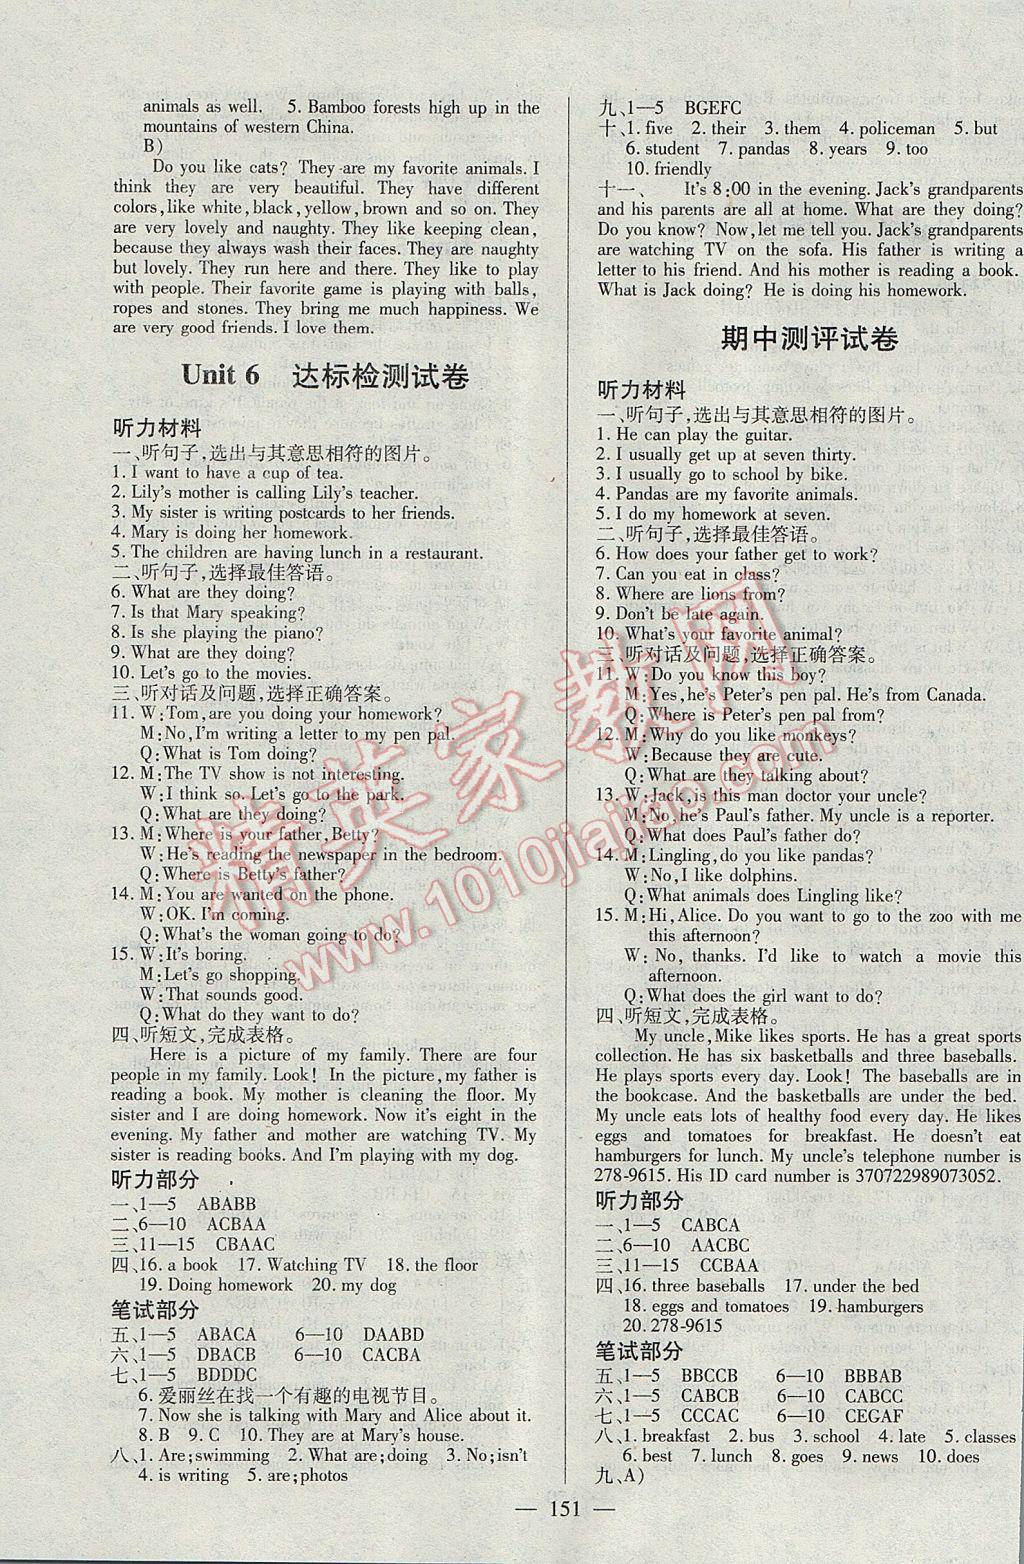 animals as well.　5. Bamboo forests high up in the
mountains of western China.
B)
Do you like cats? They are my favorite animals. I
think they are very beautiful. They have different
colors,like white,black,yellow,brown and so on. They
are very lovely and naughty. They like keeping clean,
because they always wash their faces. They are naughty
but lovely. They run here and there. They like to play
with people. Their favorite game is playing with balls,
ropes and stones. They bring me much happiness. We
are very good friends. I love them.
Unit 6　达标检测试卷
听力材料
一、听句子,选出与其意思相符的图片。
1. I want to have a cup of tea.
2. Lily's mother is calling Lily's teacher.
3. My sister is writing postcards to her friends.
4. Mary is doing her homework.
5. The children are having lunch in a restaurant.
二、听句子,选择最佳答语。
6. What are they doing?
7. Is that Mary speaking?
8. Is she playing the piano?
9. What are they doing?
10. Let's go to the movies.
三、听对话及问题,选择正确答案。
11. W:Tom,are you doing your homework?
M:No,I'm writing a letter to my pen pal.
Q:What is Tom doing?
12. M:The TV show is not interesting.
W:I think so. Let's go to the park.
Q:What are they doing?
13. M:Where is your father,Betty?
W:He's reading the newspaper in the bedroom.
Q:Where is Betty's father?
14. M:You are wanted on the phone.
W:OK. I'm coming.
Q:What's the woman going to do?
15. W:It's boring.
M:Let's go shopping.
W:That sounds good.
Q:What do they want to do?
四、听短文,完成表格。
Here is a picture of my family. There are four
people in my family. Look! In the picture,my father is
reading a book. My mother is cleaning the floor. My
sister and I are doing homework. Now it's eight in the
evening. My father and mother are watching TV. My
sister is reading books. And I'm playing with my dog.
听力部分
一、1—5　ABABB
二、6—10　ACBAA
三、11—15　CBAAC
四、16. a book　17. Watching TV　18. the floor
19. Doing homework　20. my dog
笔试部分
五、1—5　ABACA　6—10　DAABD
六、1—5　DBACB　6—10　CACBA
七、1—5　BDDDC
6. 爱丽丝在找一个有趣的电视节目。
7. Now she is talking with Mary and Alice about it.
8. B　9. C　10. They are at Mary's house.
八、1. Are;swimming　2. What are;doing　3. No;isn't
4. is writing　5. are;photos
九、1—5　BGEFC
十、1. five　2. their　3. them　4. policeman　5. but
6. student　7. pandas　8. years　9. too
10. friendly
十一、　It's 8:00 in the evening. Jack's grandparents
and his parents are all at home. What are they doing?
Do you know? Now,let me tell you. Jack's grandparents
are watching TV on the sofa. His father is writing a
letter to his friend. And his mother is reading a book.
What is Jack doing? He is doing his homework.
期中测评试卷
听力材料
一、听句子,选出与其意思相符的图片。
1. He can play the guitar.
2. I usually get up at seven thirty.
3. I usually go to school by bike.
4. Pandas are my favorite animals.
5. I do my homework at seven.
二、听句子,选择最佳答语。
6. How does your father get to work?
7. Can you eat in class?
8. Where are lions from?
9. Don't be late again.
10. What's your favorite animal?
三、听对话及问题,选择正确答案。
11. W:Do you know this boy?
M:Yes,he's Peter's pen pal. He's from Canada.
Q:Where is Peter's pen pal from?
12. M:Why do you like monkeys?
W:Because they are cute.
Q:What are they talking about?
13. W:Jack,is this man doctor your uncle?
M:No,he's Paul's father. My uncle is a reporter.
Q:What does Paul's father do?
14. M:Lingling,do you like pandas?
W:No,I like dolphins.
Q:What animals does Lingling like?
15. M:Hi,Alice. Do you want to go to the zoo with me
this afternoon?
W: No, thanks. I'd like to watch a movie this
afternoon.
Q:What does the girl want to do?
四、听短文,完成表格。
My uncle,Mike likes sports. He has a great sports
collection. He has six basketballs and three baseballs.
He plays sports every day. Look! The baseballs are in
the bookcase. And the basketballs are under the bed.
My uncle eats lots of healthy food every day. He likes
eggs and tomatoes for breakfast. He doesn't eat
hamburgers for lunch. My uncle's telephone number is
278-9615. His ID card number is 370722989073052.
听力部分
一、1—5　CABCA
二、6—10　AACBC
三、11—15　CCBAA
四、16. three baseballs　17. under the bed
18. eggs and tomatoes　19. hamburgers
20. 278-9615
笔试部分
五、1—5　BBCCB　6—10　BBBAB
六、1—5　CABCB　6—10　CABCC
七、1—5　CCCAC　6—10　CEGAF
八、1. breakfast　2. bus　3. school　4. late　5. classes
6. best　7. lunch　8. goes　9. news　10. does
九、A)
— 151 —
精英家教网
www.1010jiajiao.com